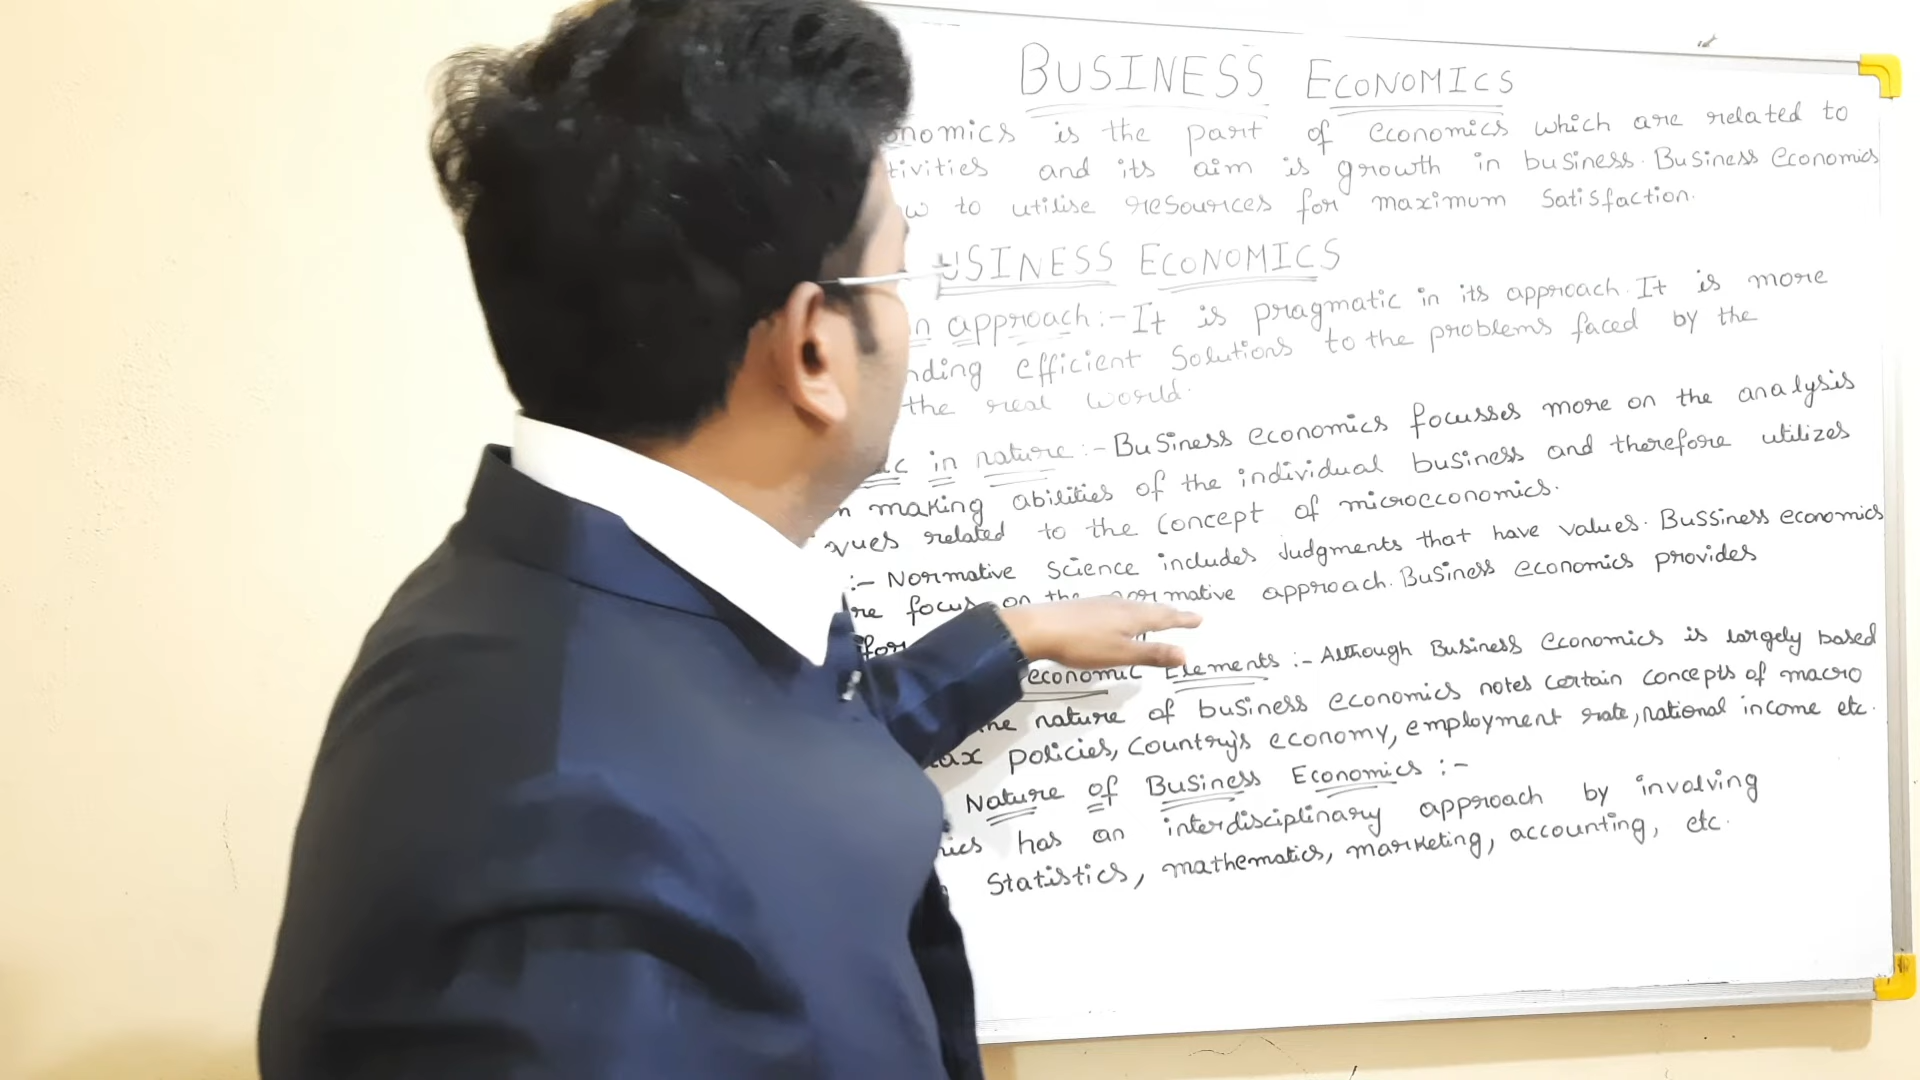 BUSINESS ECONOMICS
nomics is the part of economics which are related to
tivities and its aim is growth in business. Business economics
w to utilise resources for maximum satisfaction.
USINESS ECONOMICS
n approach:- It is pragmatic in its approach. It is more
nding efficient Solutions to the problems faced by the
the real world.
ic in nature:- Business economics focusses more on the analysis
n making abilities of the individual business and therefore utilizes
ques related to the concept of microeconomics.
:- Normative Science includes Judgments that have values. Bussiness economics
re focus on the normative approach. Business economics provides
for
economic Elements:- Although Business economics is largely based
the nature of business economics notes certain concepts of macro
tax policies, Country's economy, employment rate, national income etc.
Nature of Business Economics:-
mics has an interdisciplinary approach by involving
Statistics, mathematics, marketing, accounting, etc.